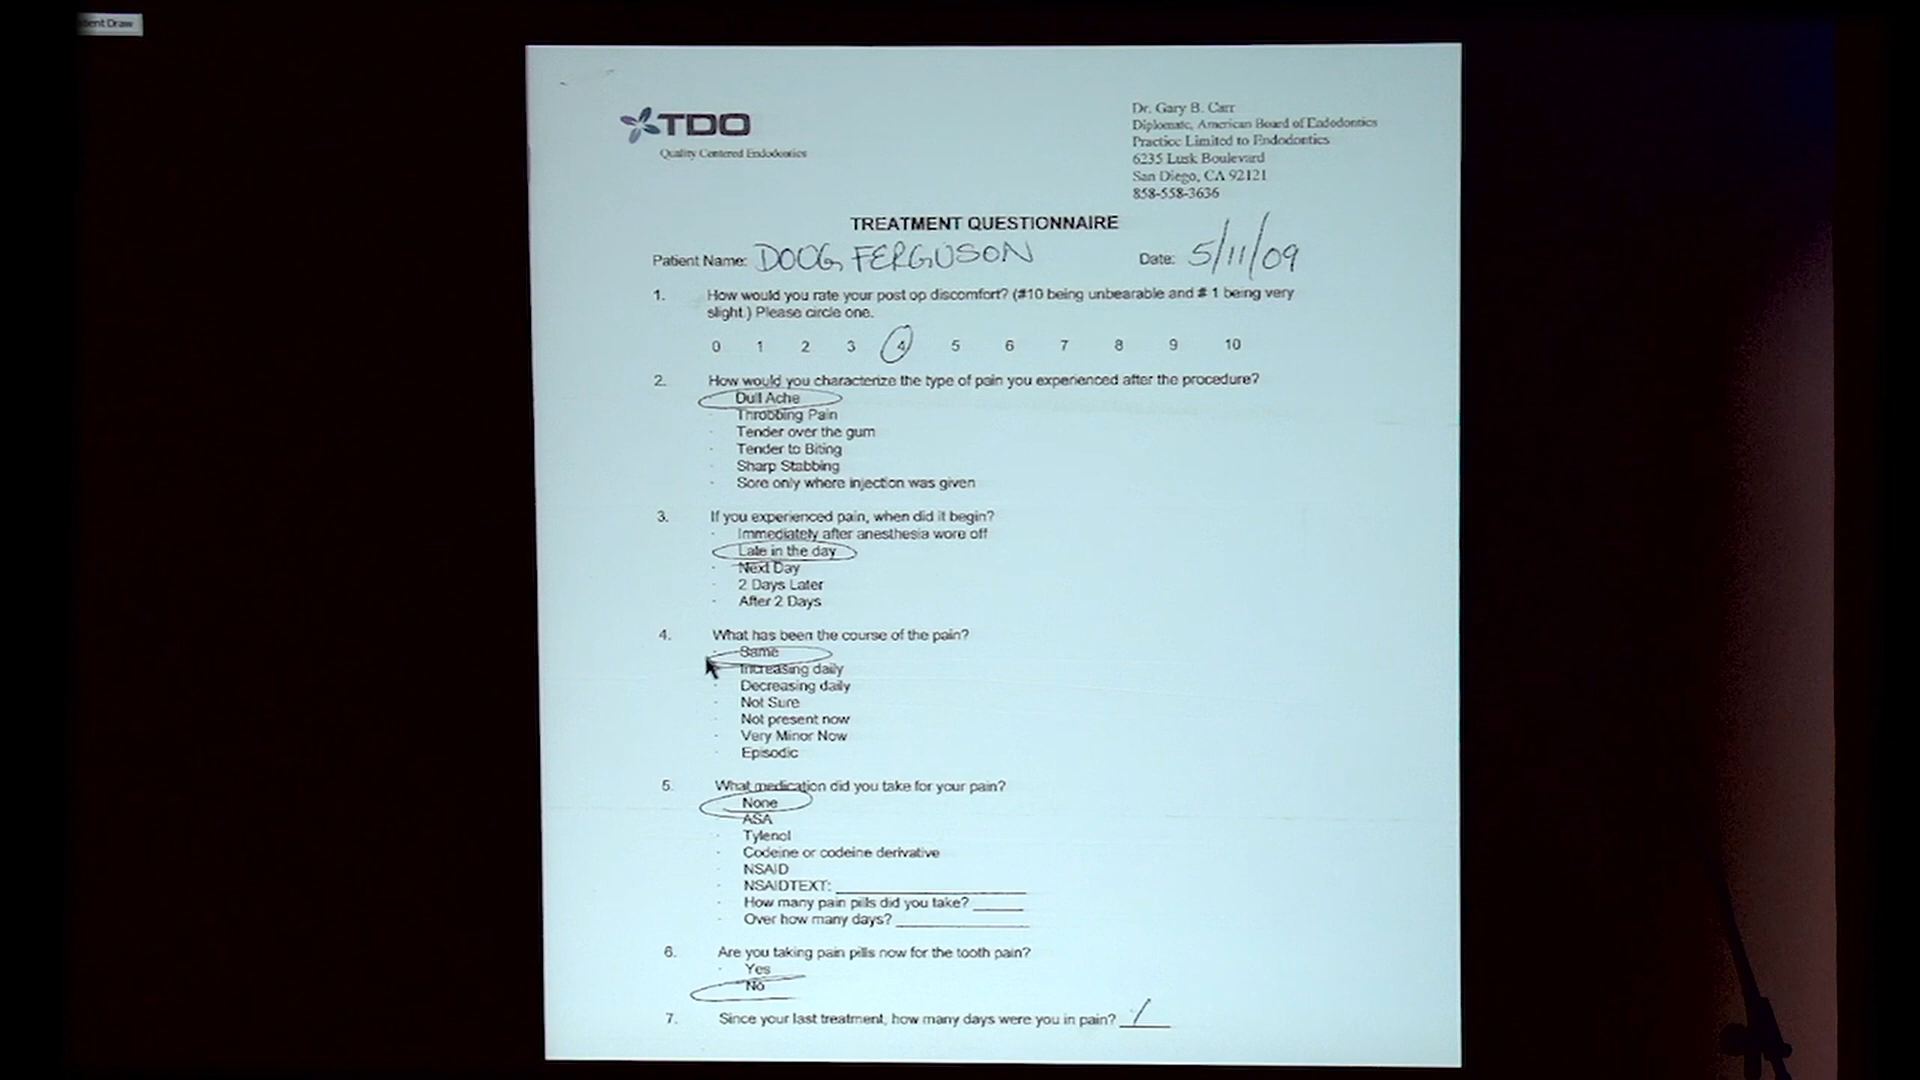 tient Draw
TDO
Quality Centered Endodontics
Dr. Gary B. Carr
Diplomatic, American Board of Endodontics
Practice Limited to Endodontics
6235 Lusk Boulevard
San Diego, CA 92121
858-558-3636
TREATMENT QUESTIONNAIRE
Patient Name: DOUG FERGUSON Date: 5/11/09
1. How would you rate your post op discomfort? (#10 being unbearable and # 1 being very
slight.) Please circle one.
0 1 2 3 4 5 6 7 8 9 10
2. How would you characterize the type of pain you experienced after the procedure?
Dull Ache
Throbbing Pain
Tender over the gum
Tender to Biting
Sharp Stabbing
Sore only where injection was given
3. If you experienced pain, when did it begin?
Immediately after anesthesia wore off
Late in the day
Next Day
2 Days Later
After 2 Days
4. What has been the course of the pain?
Same
Increasing daily
Decreasing daily
Not Sure
Not present now
Very Minor Now
Episodic
5. What medication did you take for your pain?
None
ASA
Tylenol
Codeine or codeine derivative
NSAID
NSAIDTEXT:
How many pain pills did you take?
Over how many days?
6. Are you taking pain pills now for the tooth pain?
Yes
No
7. Since your last treatment, how many days were you in pain? 1